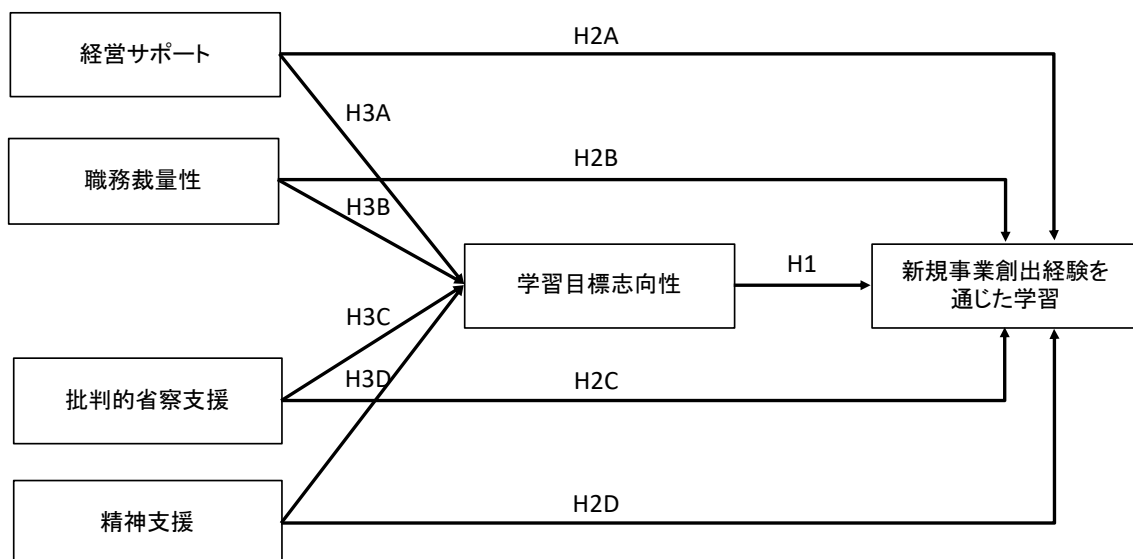 H2A
経営サポート
H3A
H2B
職務裁量性
H3B
H1
学習目標志向性
新規事業創出経験を
通じた学習
H3C
H3D
H2C
批判的省察支援
H2D
精神支援